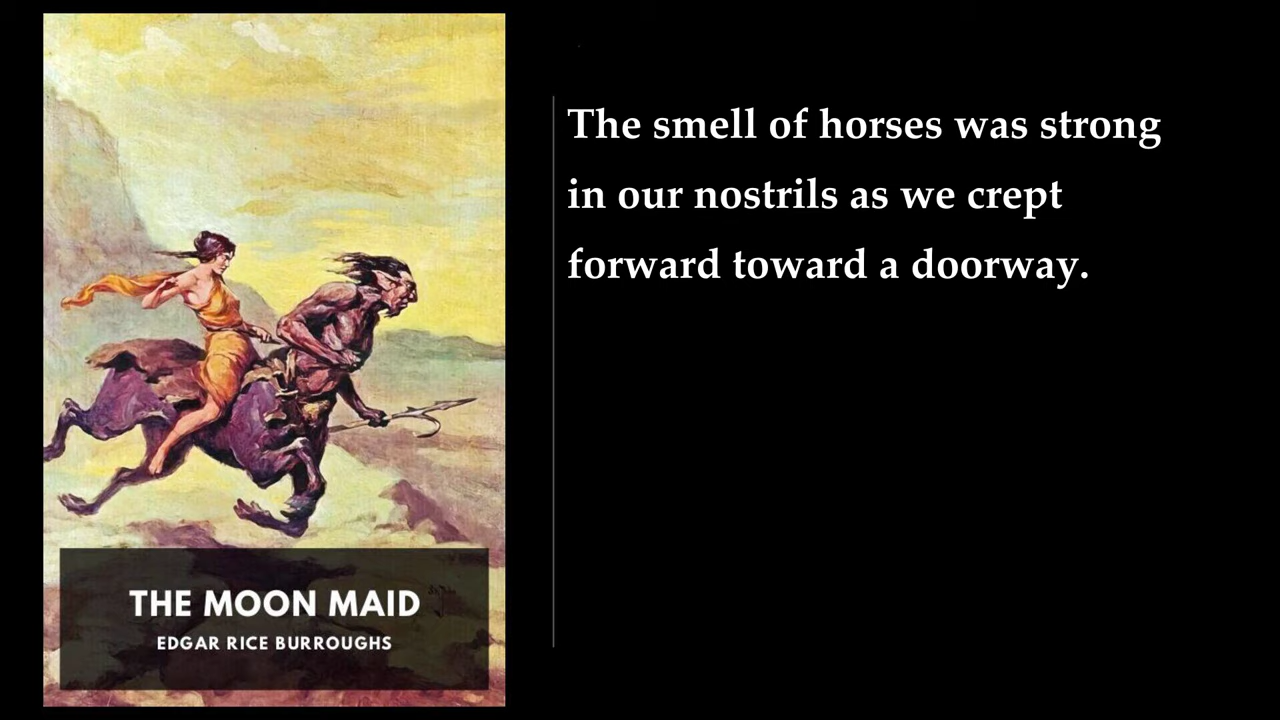 The smell of horses was strong
in our nostrils as we crept
forward toward a doorway.
THE MOON MAID
EDGAR RICE BURROUGHS